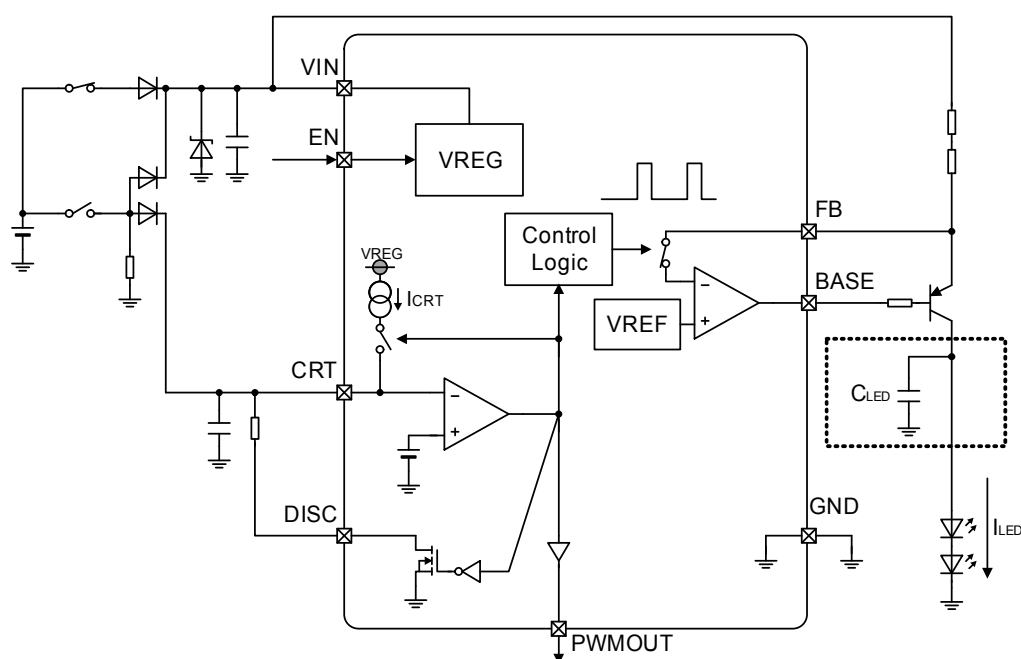 VIN
EN
VREG
FB
Control
Logic
VREG
ICRT
BASE
VREF
−
+
CRT
−
+
CLED
DISC
GND
ILED
PWMOUT